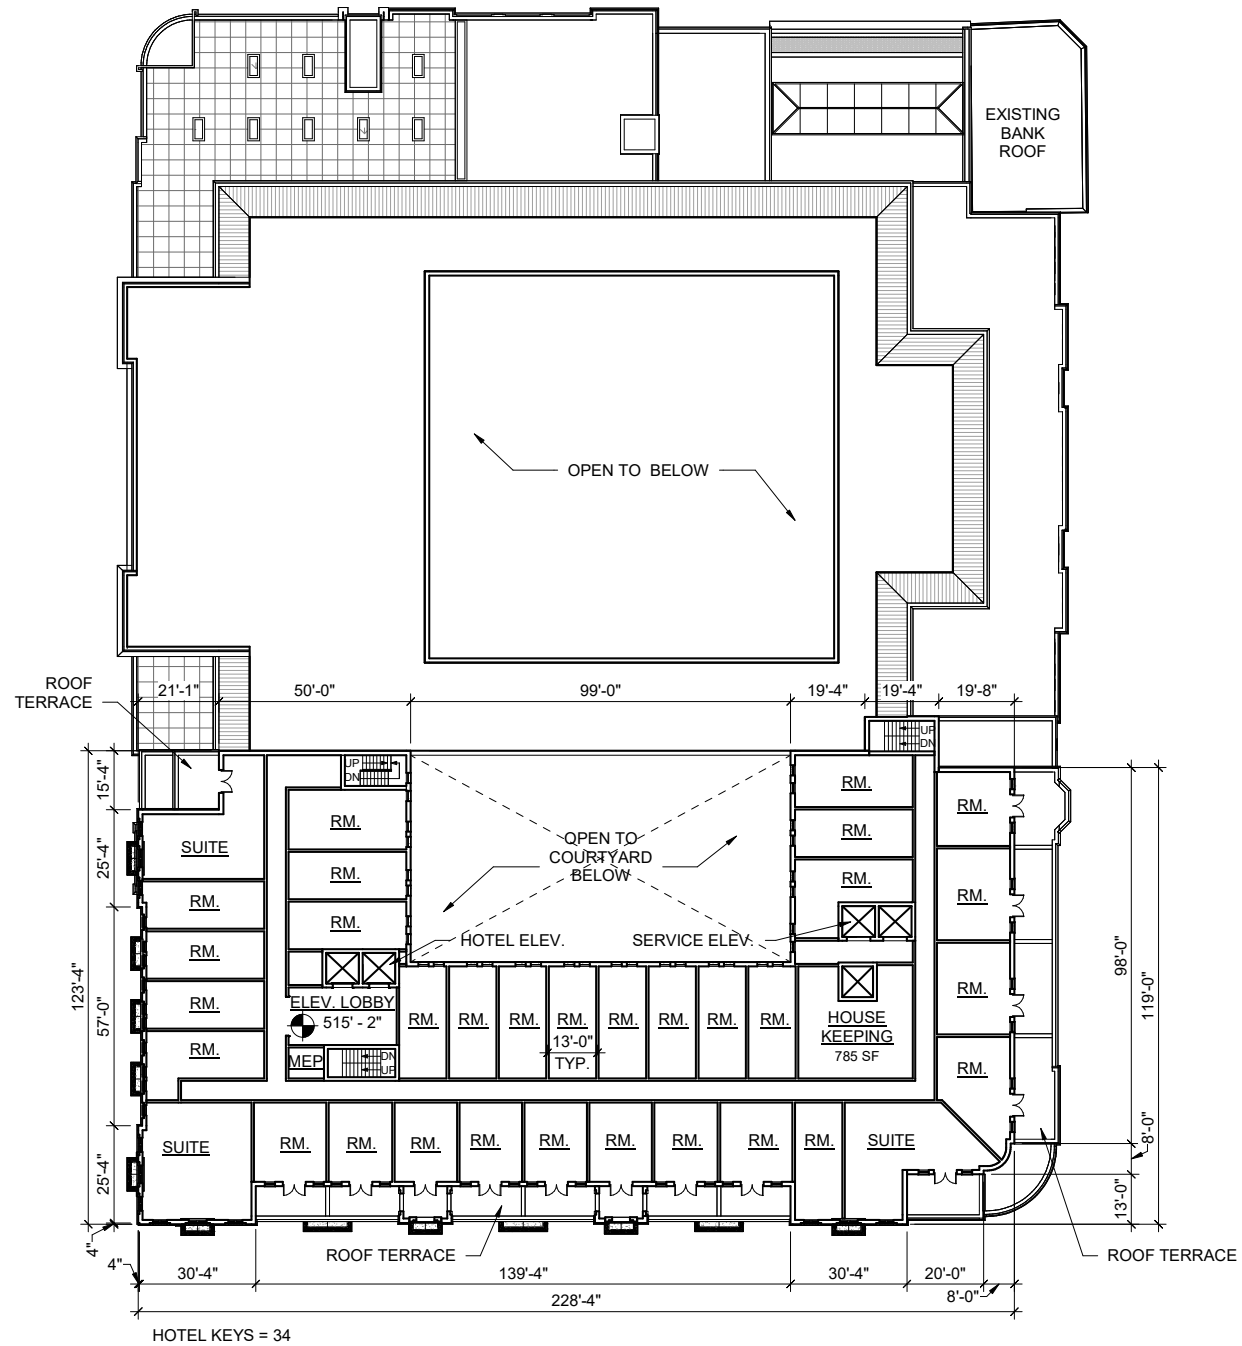 EXISTING
BANK
ROOF
OPEN TO BELOW
ROOF
TERRACE
21'-1"
50'-0"
99'-0"
19'-4"
19'-4"
19'-8"
UP
DN
UP
DN
15'-4"
25'-4"
57'-0"
123'-4"
25'-4"
4"
4"
SUITE
RM.
RM.
RM.
RM.
RM.
RM.
RM.
OPEN TO
COURTYARD
BELOW
HOTEL ELEV.
SERVICE ELEV.
RM.
RM.
RM.
RM.
RM.
RM.
RM.
ELEV. LOBBY
515' - 2"
MEP
DN
UP
RM.
RM.
RM.
RM.
RM.
RM.
RM.
RM.
13'-0"
TYP.
HOUSE
KEEPING
785 SF
SUITE
RM.
RM.
RM.
RM.
RM.
RM.
RM.
RM.
RM.
SUITE
98'-0"
119'-0"
8'-0"
13'-0"
ROOF TERRACE
ROOF TERRACE
30'-4"
139'-4"
30'-4"
20'-0"
8'-0"
228'-4"
HOTEL KEYS = 34